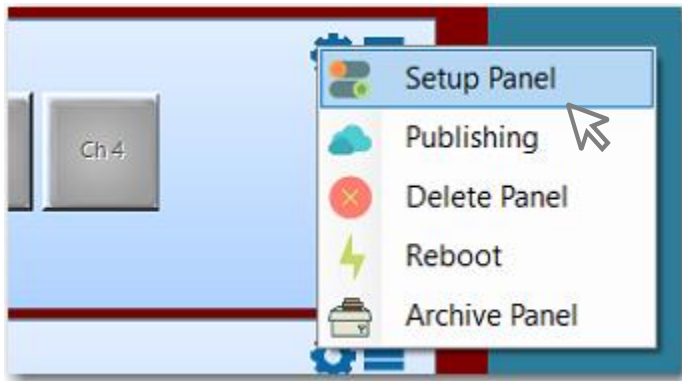 Ch 4
Setup Panel
Publishing
Delete Panel
Reboot
Archive Panel